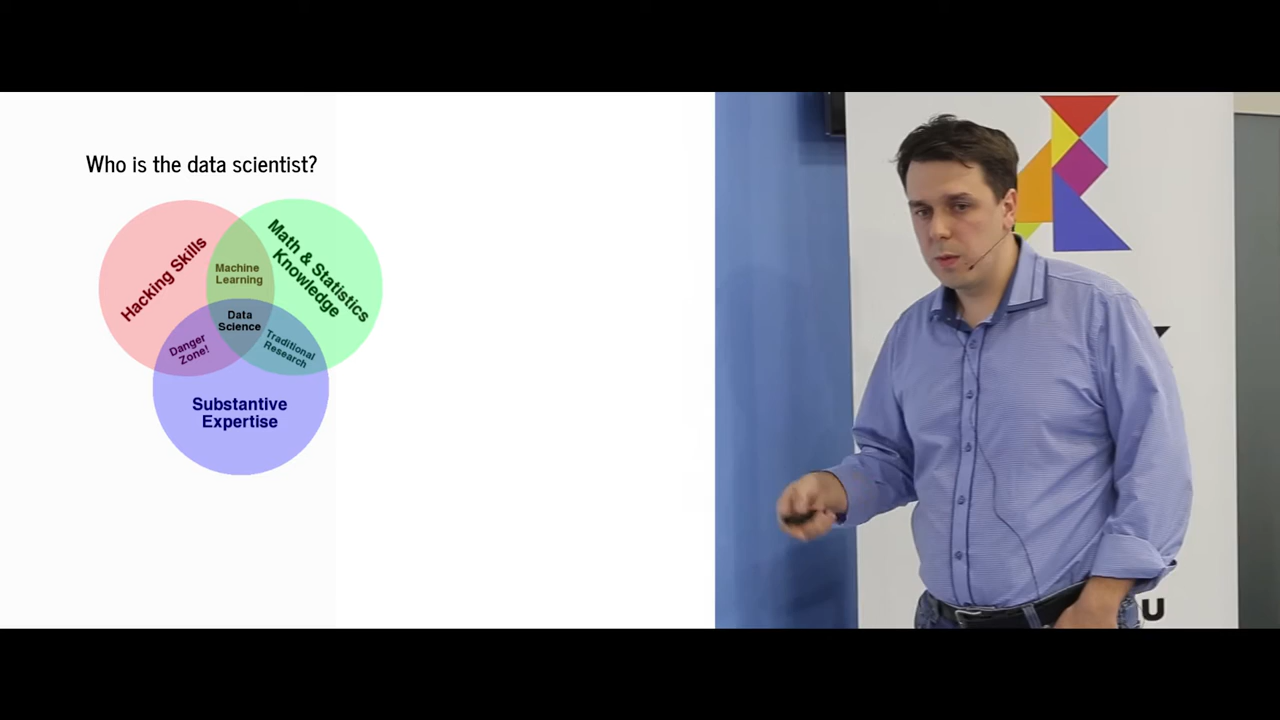 Who is the data scientist?
Hacking Skills
Math & Statistics
Knowledge
Machine
Learning
Data
Science
Danger
Zone!
Traditional
Research
Substantive
Expertise
U